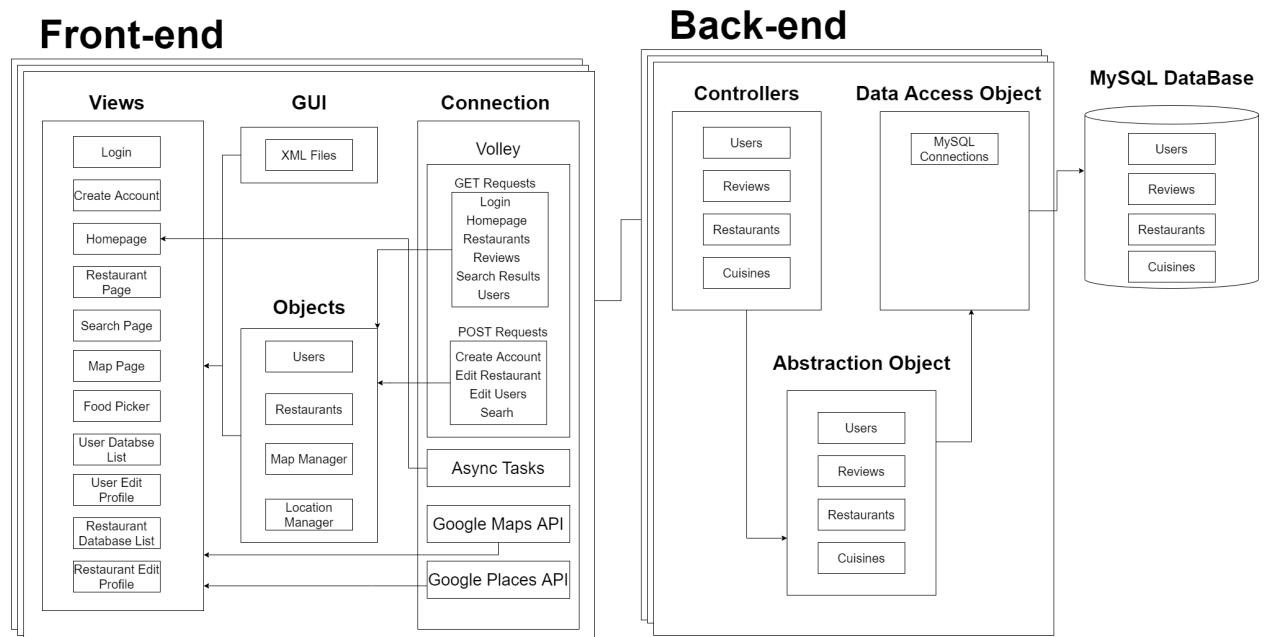 Front-end
Views
Login
Create Account
Homepage
Restaurant
Page
Search Page
Map Page
Food Picker
User Databse
List
User Edit
Profile
Restaurant
Database List
Restaurant Edit
Profile
GUI
XML Files
Objects
Users
Restaurants
Map Manager
Location
Manager
Connection
Volley
GET Requests
Login
Homepage
Restaurants
Reviews
Search Results
Users
POST Requests
Create Account
Edit Restaurant
Edit Users
Searh
Async Tasks
Google Maps API
Google Places API
Back-end
Controllers
Users
Reviews
Restaurants
Cuisines
Data Access Object
MySQL
Connections
Abstraction Object
Users
Reviews
Restaurants
Cuisines
MySQL DataBase
Users
Reviews
Restaurants
Cuisines